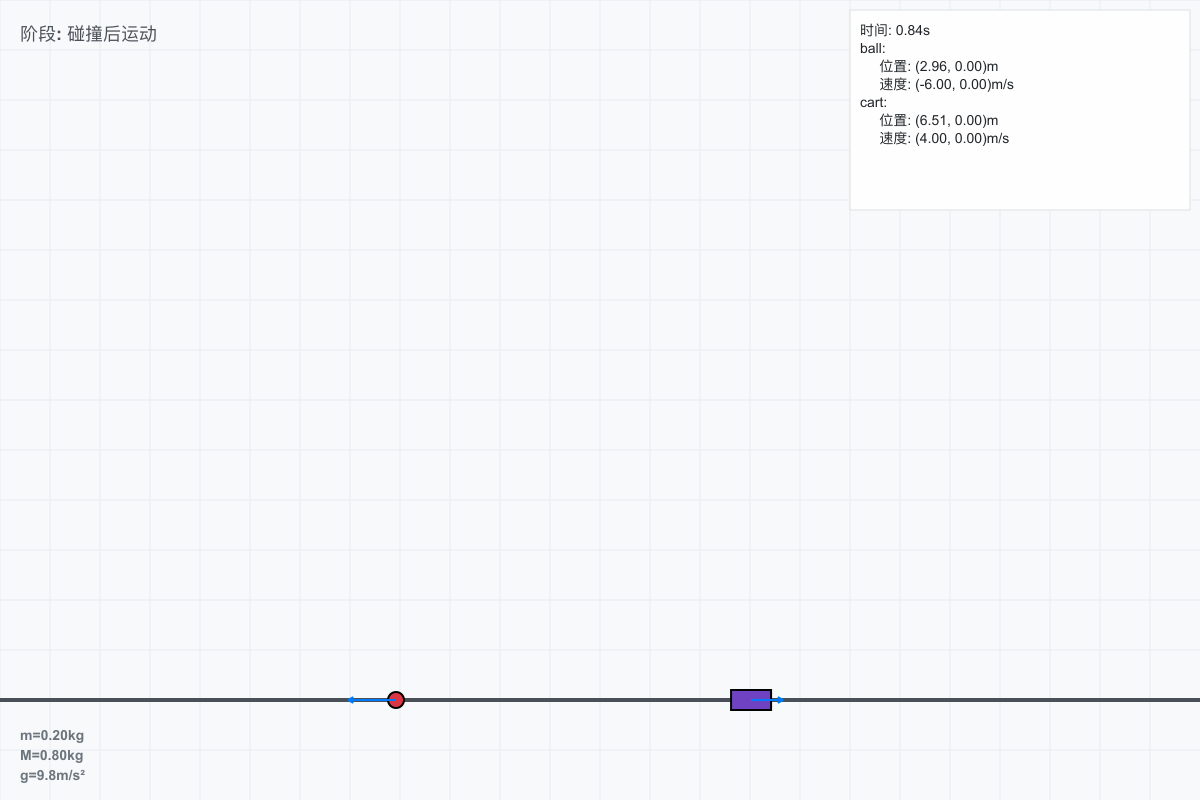 阶段: 碰撞后运动
时间: 0.84s
ball:
位置: (2.96, 0.00)m
速度: (-6.00, 0.00)m/s
cart:
位置: (6.51, 0.00)m
速度: (4.00, 0.00)m/s
m=0.20kg
M=0.80kg
g=9.8m/s²